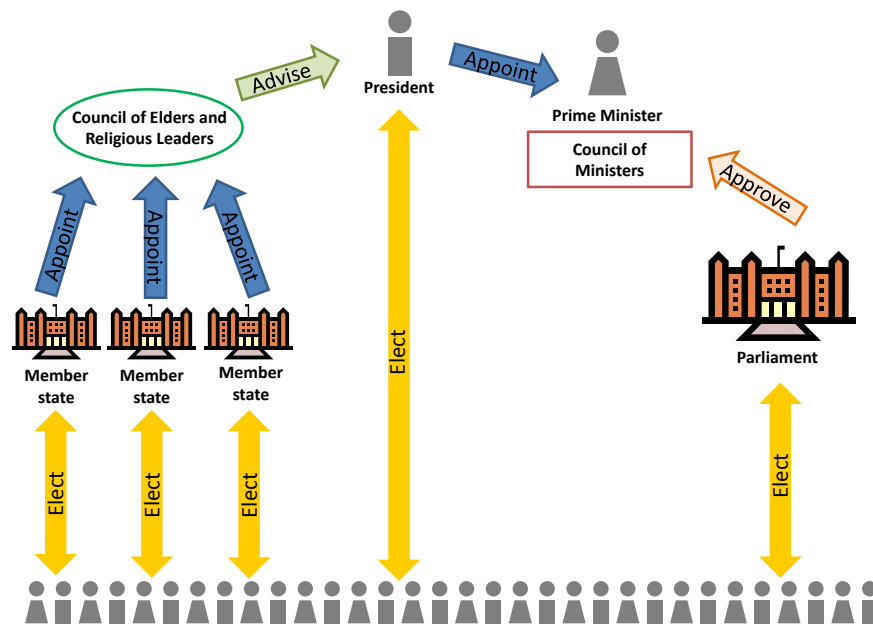 Advise
President
Appoint
Prime Minister
Council of Elders and
Religious Leaders
Council of
Ministers
Approve
Appoint
Appoint
Appoint
Member
state
Member
state
Member
state
Parliament
Elect
Elect
Elect
Elect
Elect